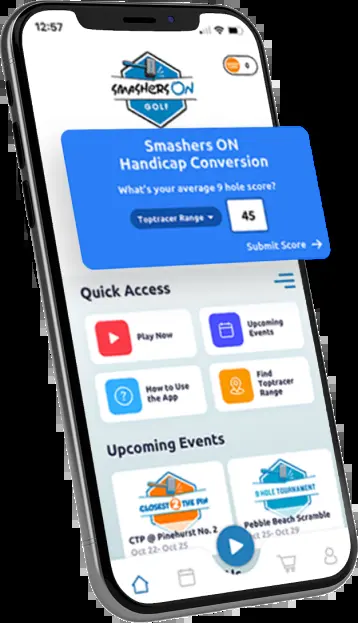 12:57
0
SMASHERS ON
GOLF
Smashers ON
Handicap Conversion
What's your average 9 hole score?
Toptracer Range
45
Submit Score →
Quick Access
Play Now
Upcoming
Events
How to Use
the App
Find
Toptracer
Range
Upcoming Events
CLOSEST 2 THE PIN
9 HOLE TOURNAMENT
CTP @ Pinehurst No. 2
Oct 22- Oct 25
Pebble Beach Scramble
Oct 25- Oct 29